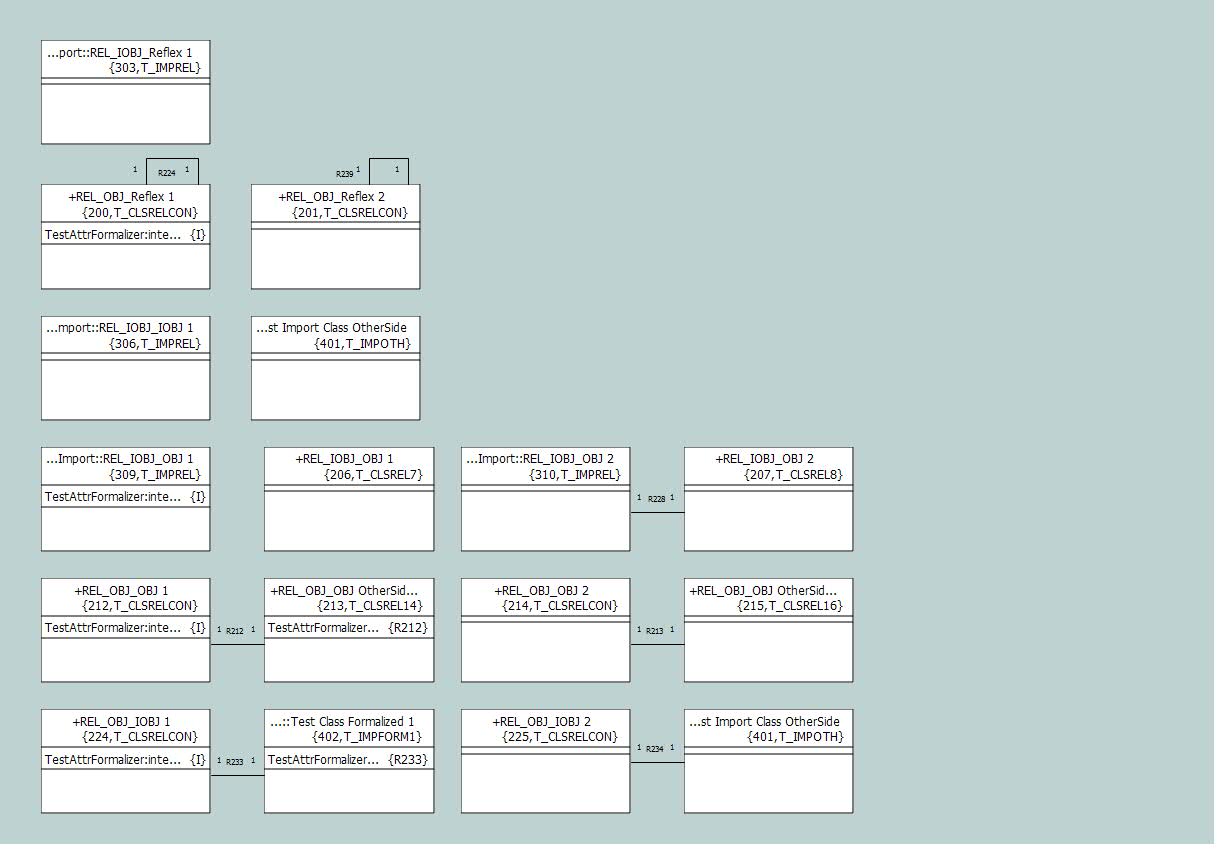 ...port::REL_IOBJ_Reflex 1
{303,T_IMPREL}
1 R224 1
R239 1 1
+REL_OBJ_Reflex 1
{200,T_CLSRELCON}
TestAttrFormalizer:inte... {I}
+REL_OBJ_Reflex 2
{201,T_CLSRELCON}
...mport::REL_IOBJ_IOBJ 1
{306,T_IMPREL}
...st Import Class OtherSide
{401,T_IMPOTH}
...Import::REL_IOBJ_OBJ 1
{309,T_IMPREL}
TestAttrFormalizer:inte... {I}
+REL_IOBJ_OBJ 1
{206,T_CLSREL7}
...Import::REL_IOBJ_OBJ 2
{310,T_IMPREL}
1 R228 1
+REL_IOBJ_OBJ 2
{207,T_CLSREL8}
+REL_OBJ_OBJ 1
{212,T_CLSRELCON}
TestAttrFormalizer:inte... {I}
1 R212 1
+REL_OBJ_OBJ OtherSid...
{213,T_CLSREL14}
TestAttrFormalizer... {R212}
+REL_OBJ_OBJ 2
{214,T_CLSRELCON}
1 R213 1
+REL_OBJ_OBJ OtherSid...
{215,T_CLSREL16}
+REL_OBJ_IOBJ 1
{224,T_CLSRELCON}
TestAttrFormalizer:inte... {I}
1 R233 1
...::Test Class Formalized 1
{402,T_IMPFORM1}
TestAttrFormalizer... {R233}
+REL_OBJ_IOBJ 2
{225,T_CLSRELCON}
1 R234 1
...st Import Class OtherSide
{401,T_IMPOTH}